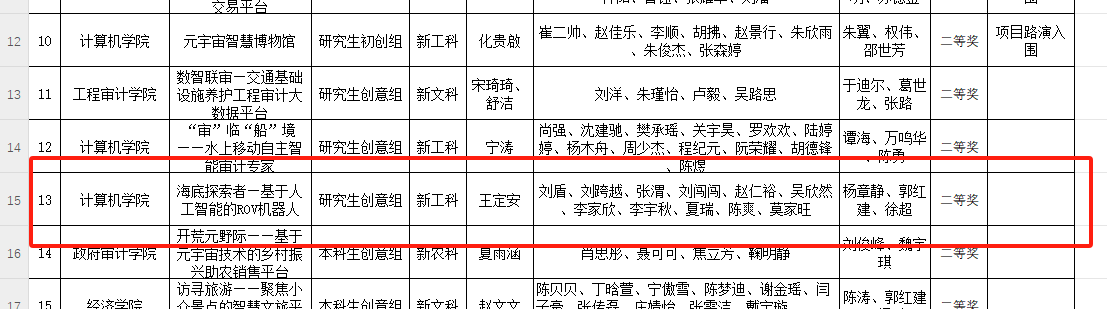 交易平台
12 10 计算机学院 元宇宙智慧博物馆 研究生初创组 新工科 化贵啟 崔二帅、赵佳乐、李顺、胡拂、赵景行、朱欣雨、朱俊杰、张森婷 朱翼、权伟、邵世芳 二等奖 项目路演入围
13 11 工程审计学院 数智联审—交通基础设施养护工程审计大数据平台 研究生创意组 新文科 宋琦琦、舒洁 刘洋、朱瑾怡、卢毅、吴路思 于迪尔、葛世龙、张路 二等奖
14 12 计算机学院 “审”临“船”境——水上移动自主智能审计专家 研究生创意组 新工科 宁涛 尚强、沈建驰、樊承瑶、关宇昊、罗欢欢、陆婷婷、杨木舟、周少杰、程纪元、阮荣耀、胡德锋、陈煜 谭海、万鸣华、陈勇 二等奖
15 13 计算机学院 海底探索者—基于人工智能的ROV机器人 研究生创意组 新工科 王定安 刘盾、刘跨越、张渭、刘闯闯、赵仁裕、吴欣然、李家欣、李宇秋、夏瑞、陈爽、莫家旺 杨章静、郭红建、徐超 二等奖
16 14 政府审计学院 开荒元野际——基于元宇宙技术的乡村振兴助农销售平台 本科生创意组 新农科 夏雨涵 肖思彤、聂可可、焦立芳、鞠明静 刘俊峰、魏宇琪 二等奖
17 15 经济学院 访寻旅游——聚焦小众景点的智慧文旅平 本科生创意组 新文科 赵文文 陈贝贝、丁晗萱、宁傲雪、陈梦迪、谢金瑶、闫子豪、张传磊、庄婧怡、张雯洁、戴宇璇 陈涛、郭红建 二等奖